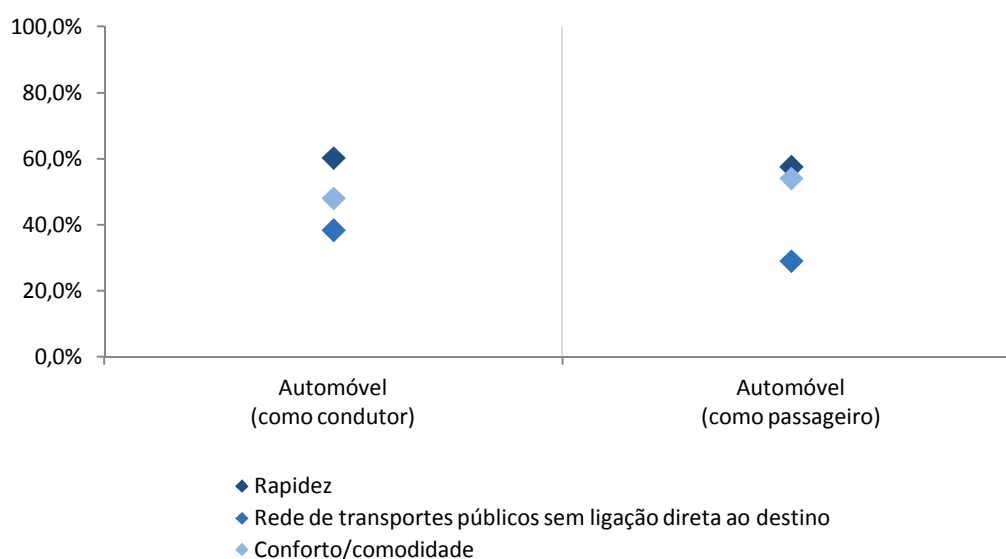 100,0%
80,0%
60,0%
40,0%
20,0%
0,0%
Automóvel
(como condutor)
Automóvel
(como passageiro)
Rapidez
Rede de transportes públicos sem ligação direta ao destino
Conforto/comodidade